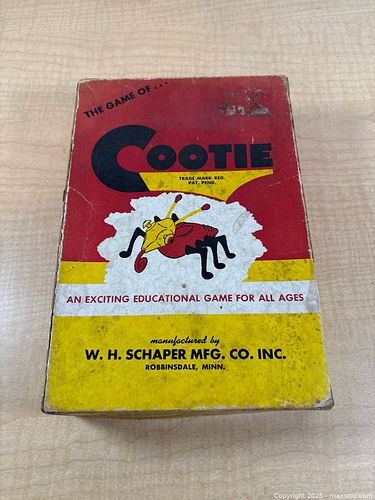 THE GAME OF...
COOTIE
TRADE MARK REG.
PAT. PEND.
AN EXCITING EDUCATIONAL GAME FOR ALL AGES
manufactured by
W. H. SCHAPER MFG. CO. INC.
ROBBINSDALE, MINN.
Copyright 2025 - maxsold.com